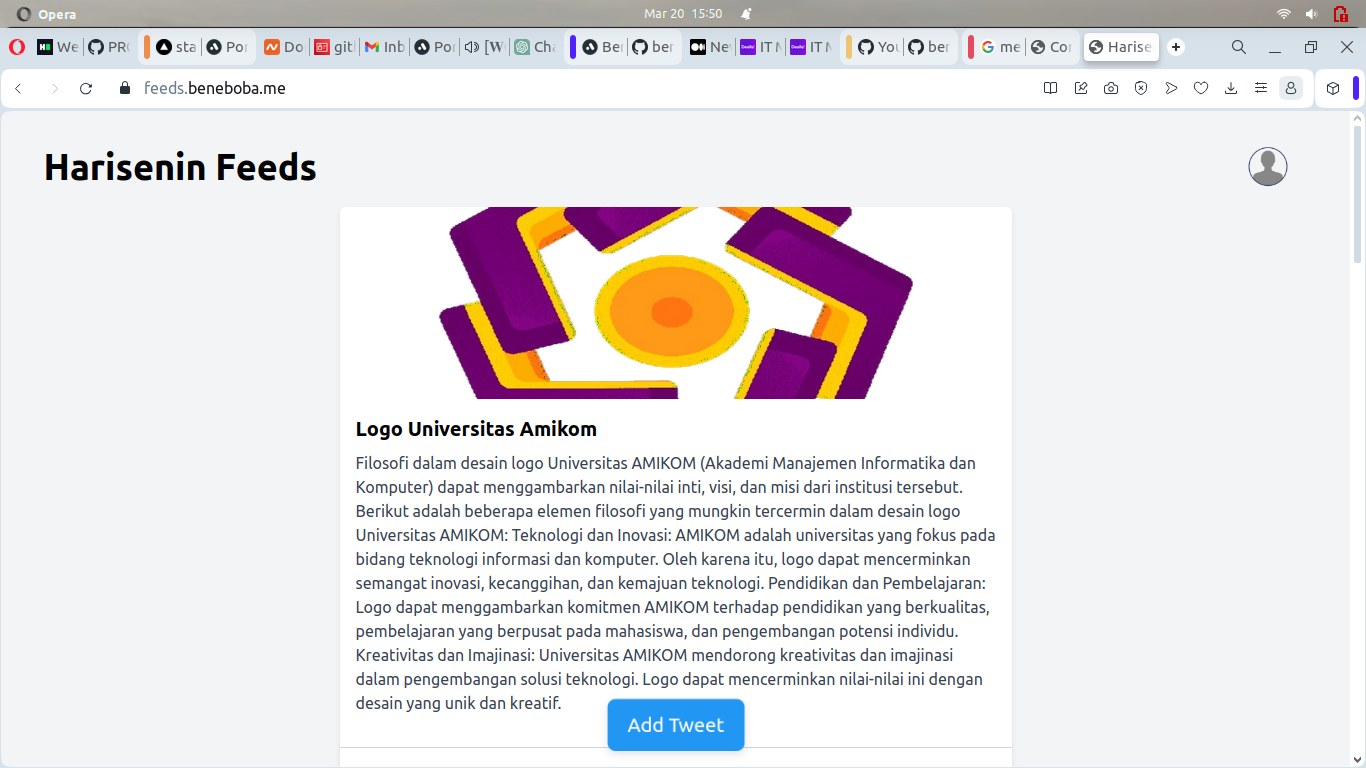 Opera
Mar 20 15:50
We
PR
sta
Por
Do
git
Inb
Po
[W
Cha
Ber
ber
Ne
IT M
IT M
You
ber
me
Cor
Harise
feeds.beneboba.me
Harisenin Feeds
Logo Universitas Amikom
Filosofi dalam desain logo Universitas AMIKOM (Akademi Manajemen Informatika dan
Komputer) dapat menggambarkan nilai-nilai inti, visi, dan misi dari institusi tersebut.
Berikut adalah beberapa elemen filosofi yang mungkin tercermin dalam desain logo
Universitas AMIKOM: Teknologi dan Inovasi: AMIKOM adalah universitas yang fokus pada
bidang teknologi informasi dan komputer. Oleh karena itu, logo dapat mencerminkan
semangat inovasi, kecanggihan, dan kemajuan teknologi. Pendidikan dan Pembelajaran:
Logo dapat menggambarkan komitmen AMIKOM terhadap pendidikan yang berkualitas,
pembelajaran yang berpusat pada mahasiswa, dan pengembangan potensi individu.
Kreativitas dan Imajinasi: Universitas AMIKOM mendorong kreativitas dan imajinasi
dalam pengembangan solusi teknologi. Logo dapat mencerminkan nilai-nilai ini dengan
desain yang unik dan kreatif.
Add Tweet